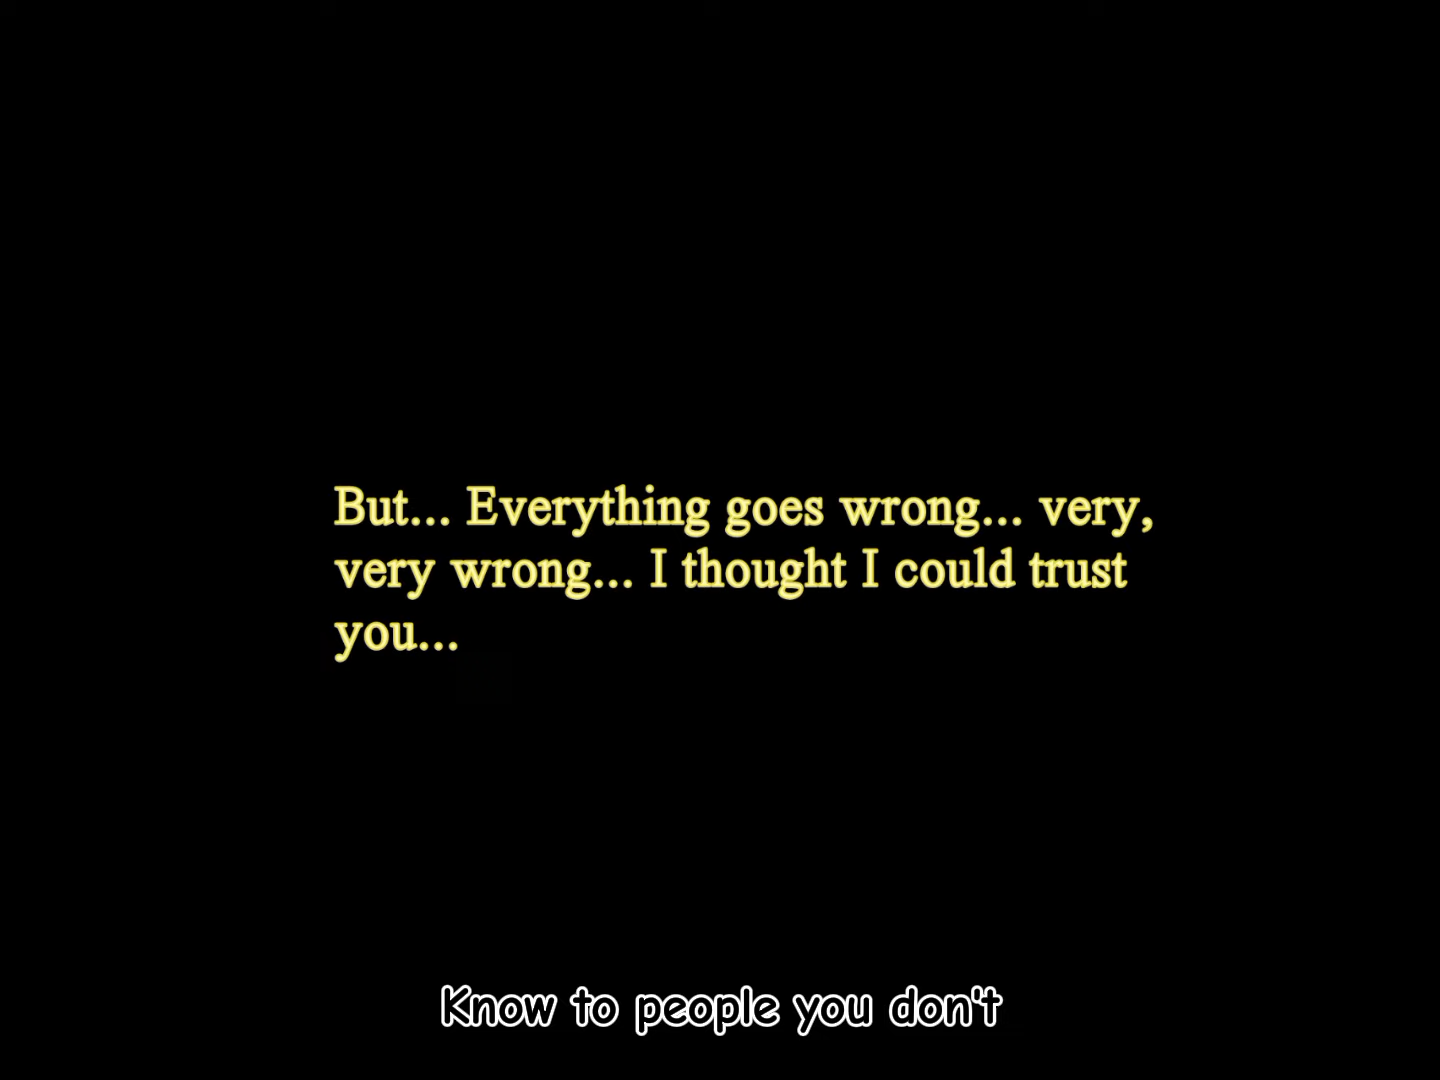 But... Everything goes wrong... very,
very wrong... I thought I could trust
you...
Know to people you don't